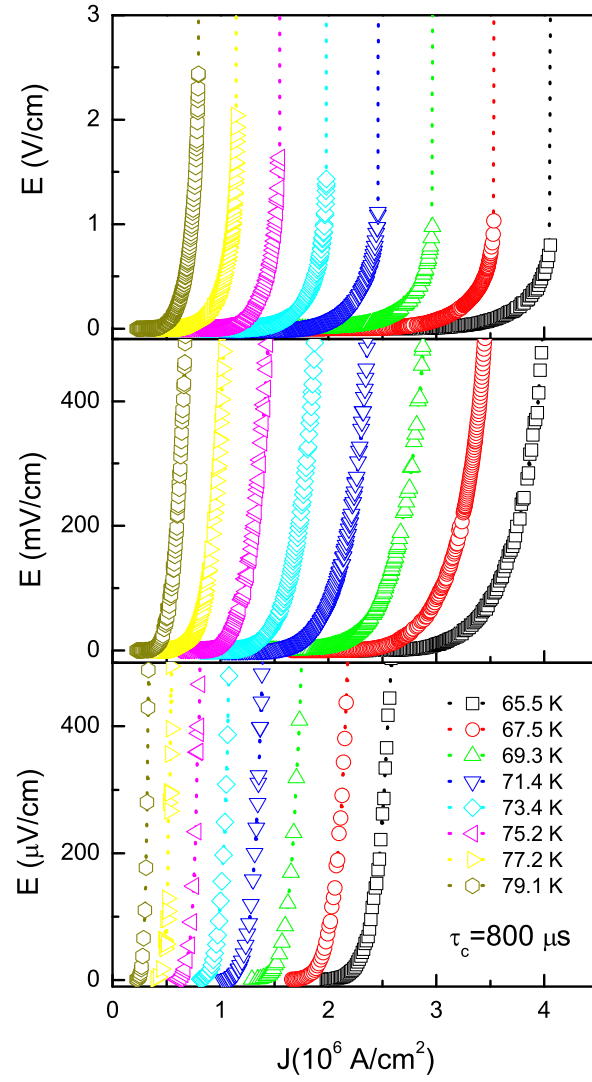 3
2
1
0
E (V/cm)
400
200
0
E (mV/cm)
400
200
0
E (μV/cm)
65.5 K
67.5 K
69.3 K
71.4 K
73.4 K
75.2 K
77.2 K
79.1 K
τc=800 μs
0 1 2 3 4
J(10⁶ A/cm²)